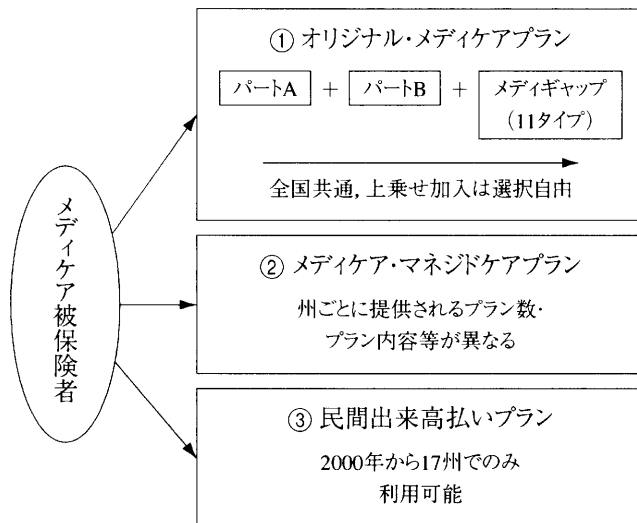 ① オリジナル・メディケアプラン
パートA + パートB + メディギャップ
(11タイプ)
全国共通, 上乗せ加入は選択自由
メディケア被保険者
② メディケア・マネジドケアプラン
州ごとに提供されるプラン数・
プラン内容等が異なる
③ 民間出来高払いプラン
2000年から17州でのみ
利用可能